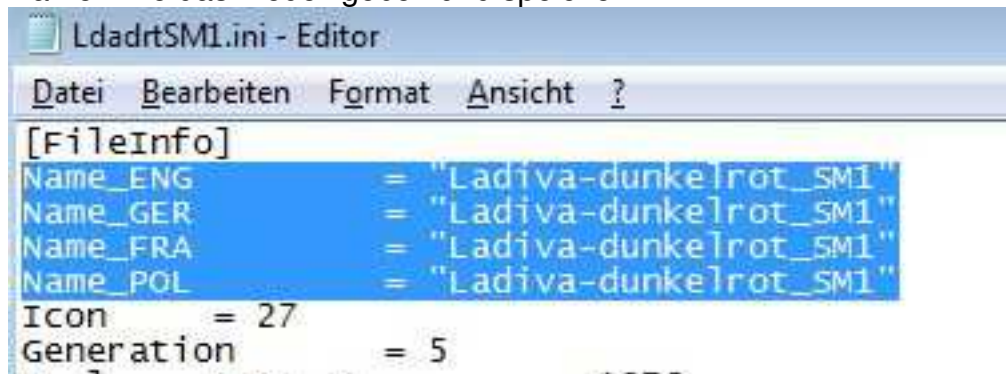 LdadrtSM1.ini - Editor
Datei Bearbeiten Format Ansicht ?
[FileInfo]
Name_ENG = "Ladiva-dunkelrot_SM1"
Name_GER = "Ladiva-dunkelrot_SM1"
Name_FRA = "Ladiva-dunkelrot_SM1"
Name_POL = "Ladiva-dunkelrot_SM1"
Icon = 27
Generation = 5